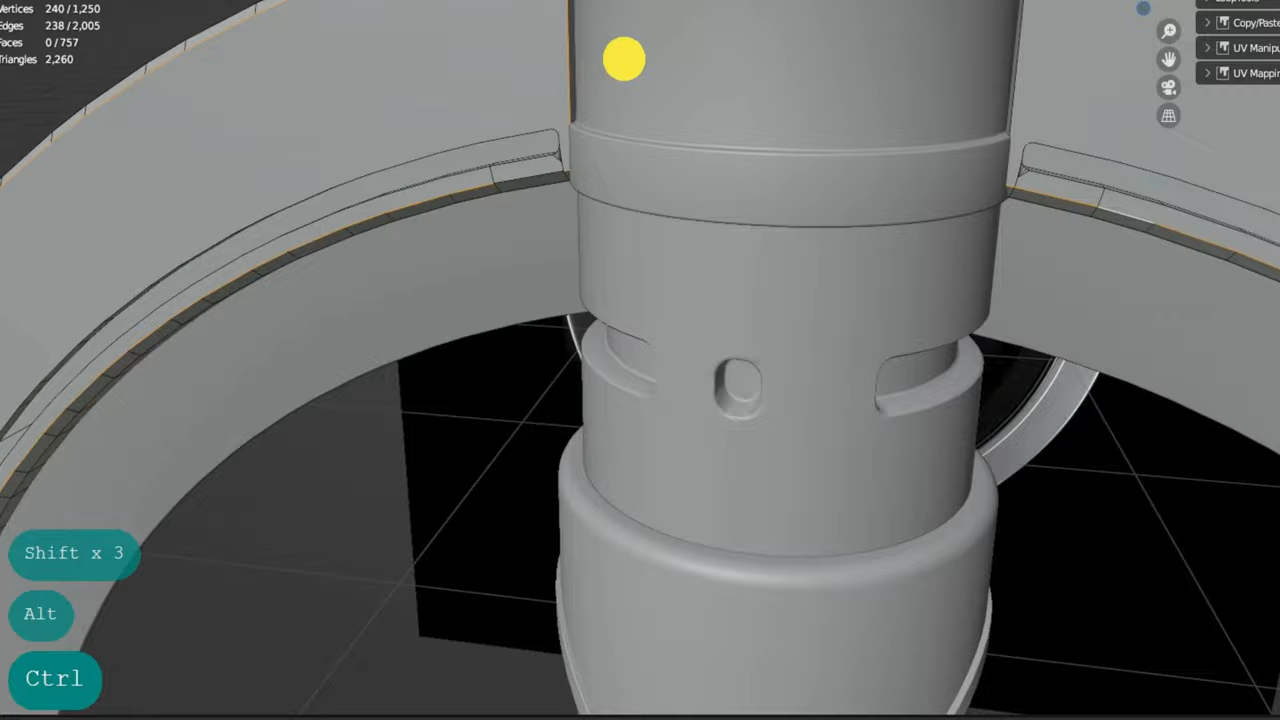 Vertices 240/1,250
Edges 238/2,005
Faces 0/757
Triangles 2,260
Copy/Paste
UV Manipu
UV Mappin
Shift x 3
Alt
Ctrl